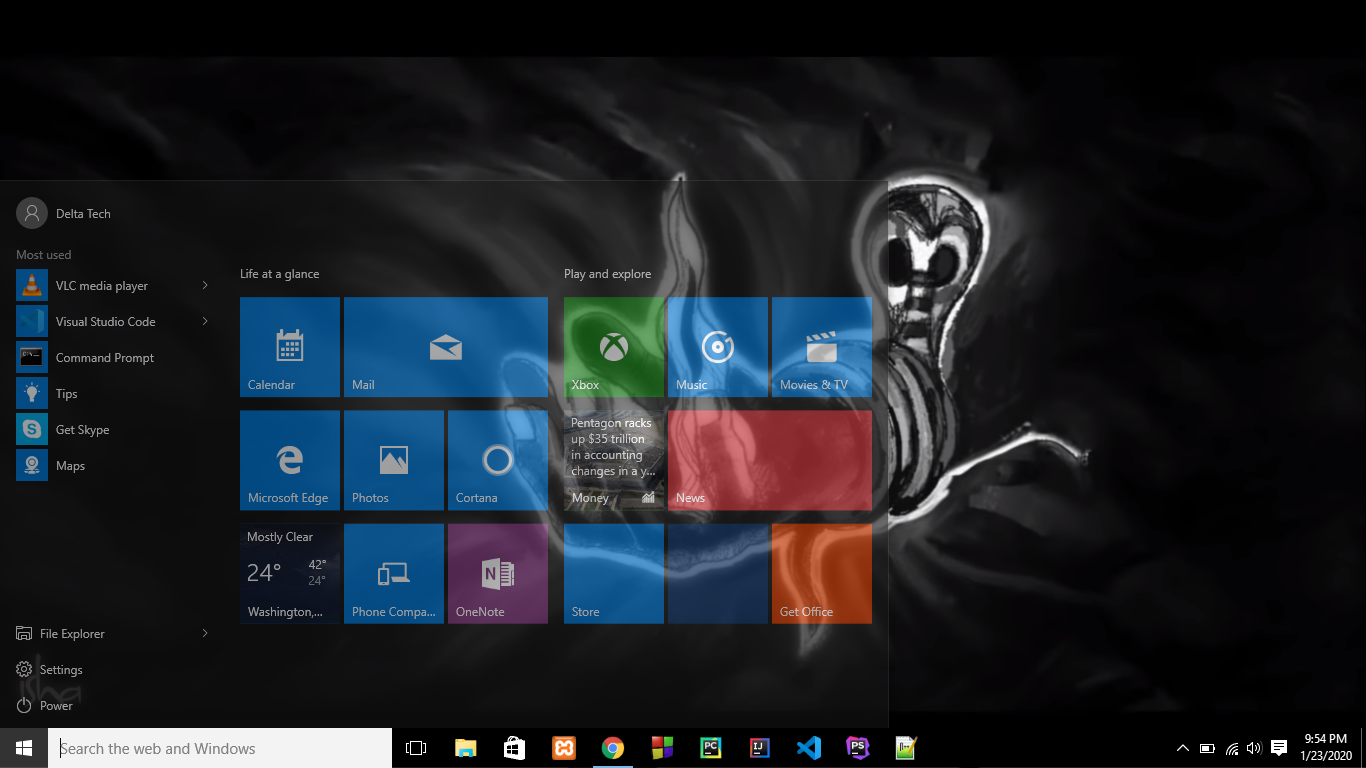 Delta Tech
Most used
VLC media player
Visual Studio Code
Command Prompt
Tips
Get Skype
Maps
File Explorer
Settings
isha
Power
Life at a glance
Calendar
Mail
Microsoft Edge
Photos
Cortana
Mostly Clear
24°
42°
24°
Washington,...
Phone Compa...
N
OneNote
Play and explore
Xbox
Music
Movies & TV
Pentagon racks
up $35 trillion
in accounting
changes in a y...
Money
News
Store
Get Office
Search the web and Windows
PC
IJ
PS
9:54 PM
1/23/2020